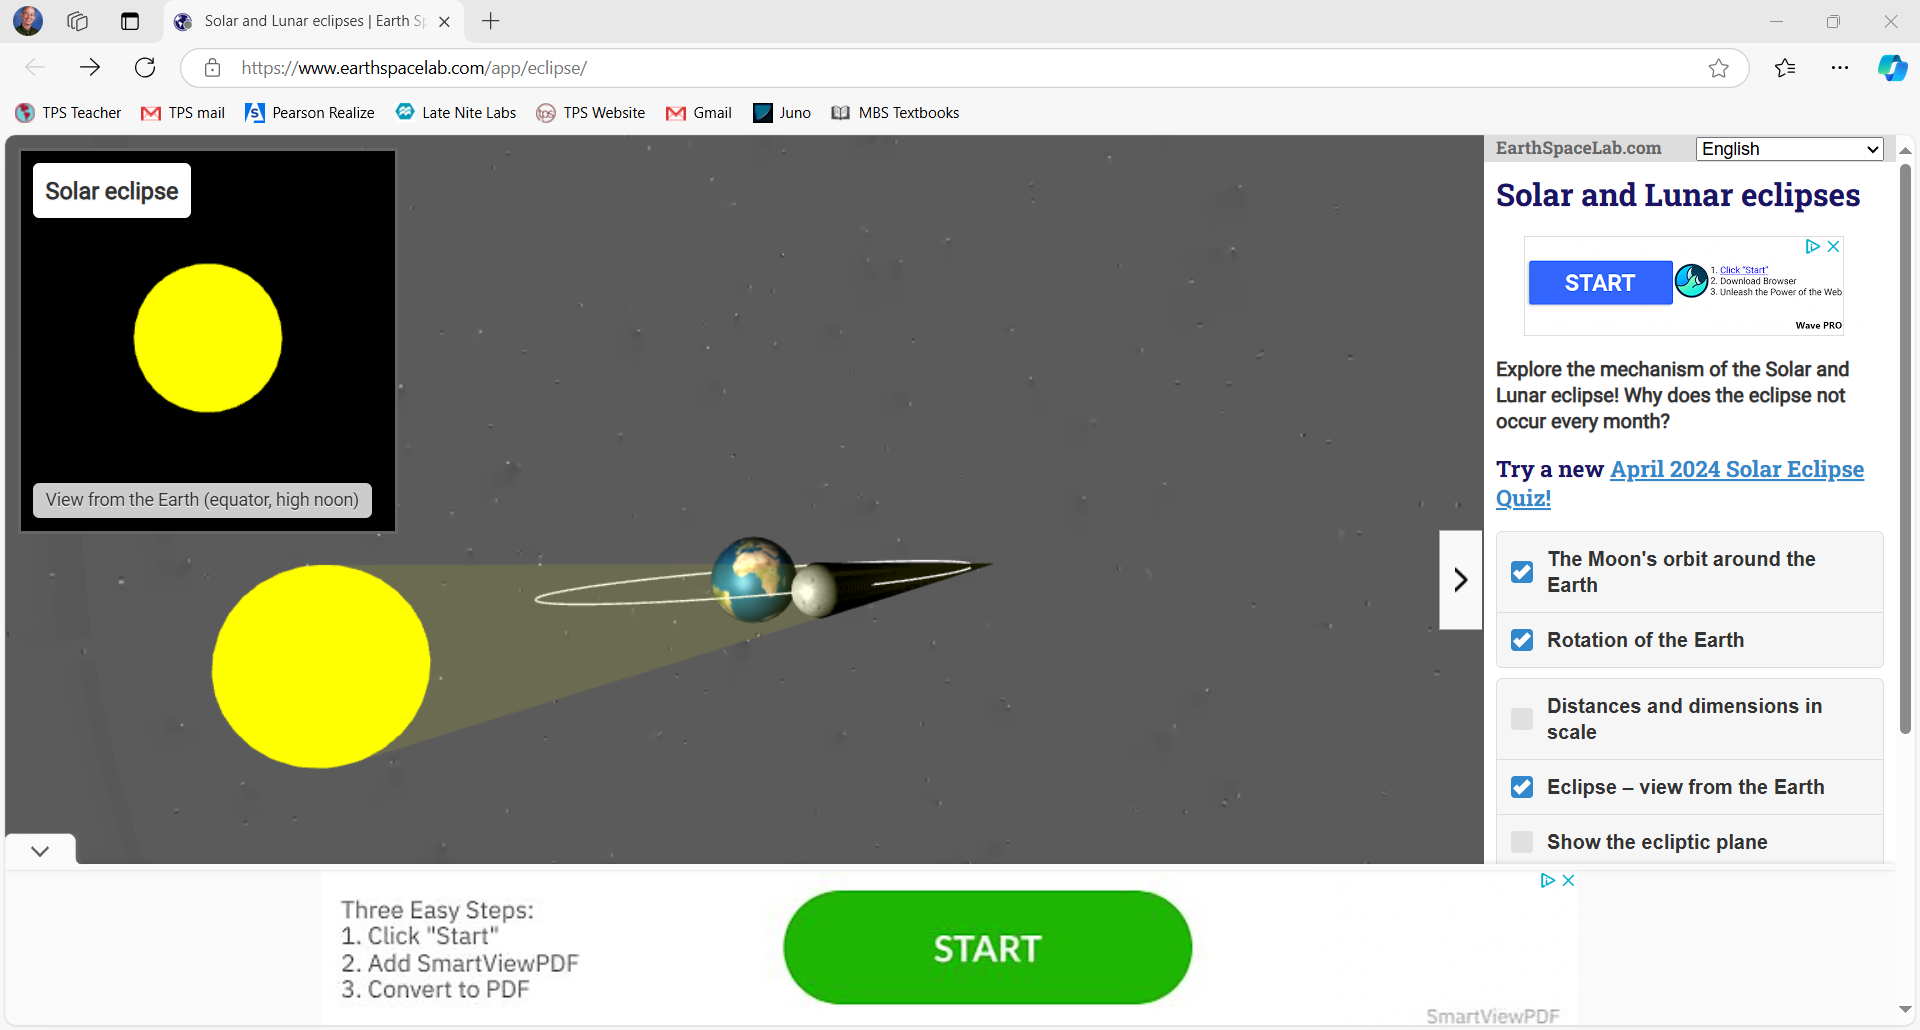 Solar and Lunar eclipses | Earth Sp
https://www.earthspacelab.com/app/eclipse/
TPS Teacher
TPS mail
Pearson Realize
Late Nite Labs
TPS Website
Gmail
Juno
MBS Textbooks
Solar eclipse
View from the Earth (equator, high noon)
EarthSpaceLab.com
English
Solar and Lunar eclipses
START
1. Click "Start"
2. Download Browser
3. Unleash the Power of the Web
Wave PRO
Explore the mechanism of the Solar and
Lunar eclipse! Why does the eclipse not
occur every month?
Try a new April 2024 Solar Eclipse
Quiz!
The Moon's orbit around the
Earth
Rotation of the Earth
Distances and dimensions in
scale
Eclipse – view from the Earth
Show the ecliptic plane
Three Easy Steps:
1. Click "Start"
2. Add SmartViewPDF
3. Convert to PDF
START
SmartViewPDF